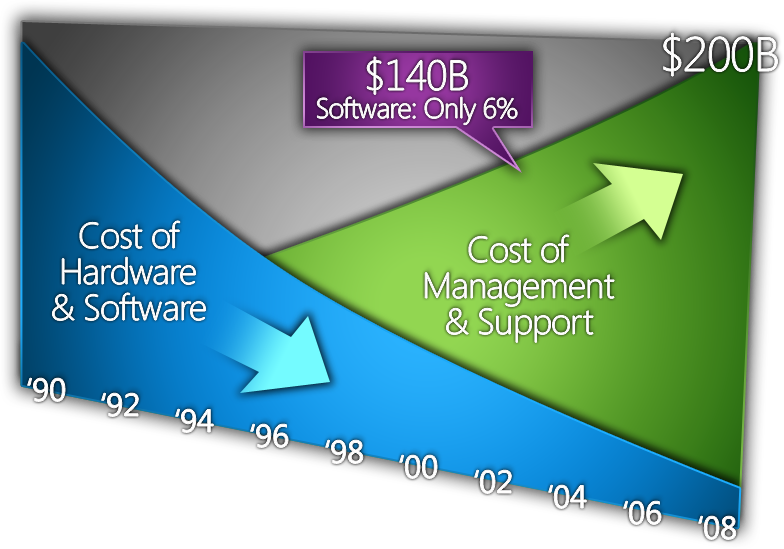 $200B
$140B
Software: Only 6%
Cost of
Hardware
& Software
Cost of
Management
& Support
‘90
‘92
‘94
‘96
‘98
‘00
‘02
‘04
‘06
‘08